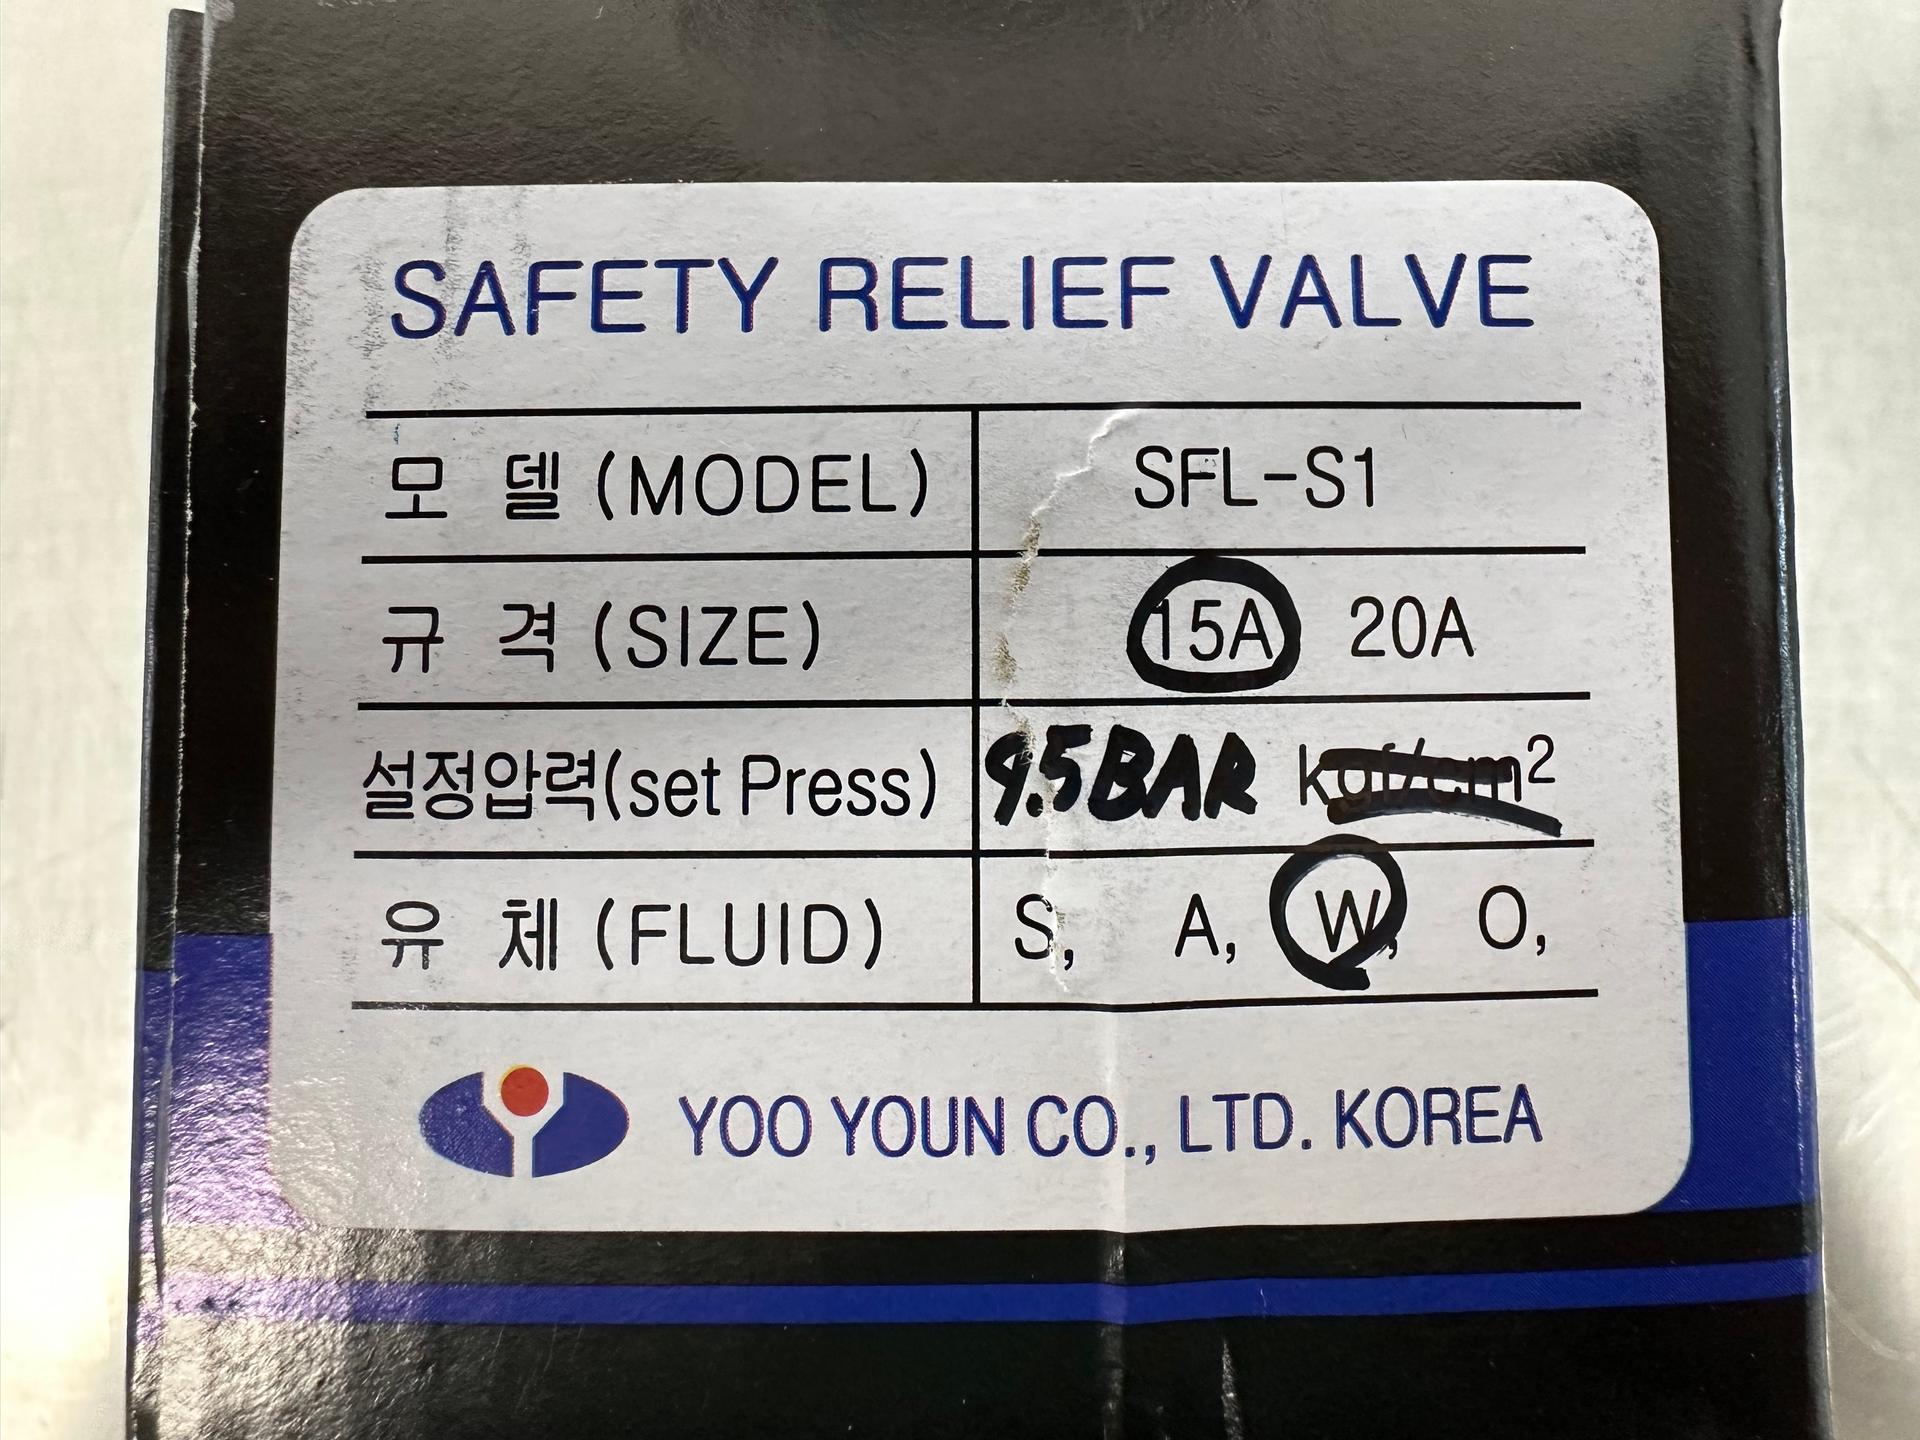 SAFETY RELIEF VALVE
모 델 (MODEL) SFL-S1
규 격 (SIZE) 15A 20A
설정압력(set Press) 9.5BAR kgf/cm²
유 체 (FLUID) S, A, W, O,
YOO YOUN CO., LTD. KOREA